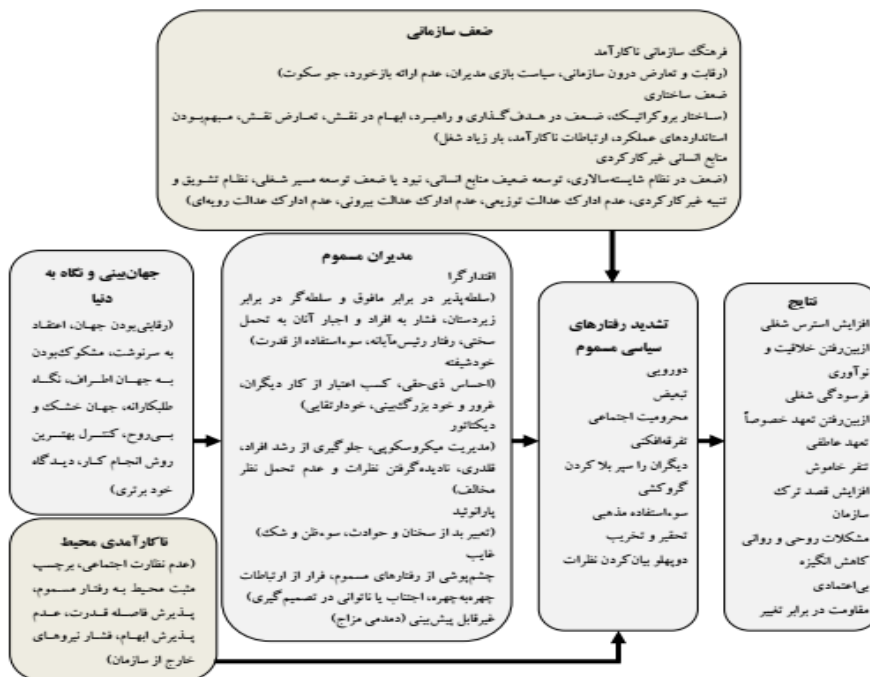 ضعف سازمانی
فرهنگ سازمانی ناکارآمد
(رقابت و تعارض درون سازمانی، سیاست بازی مدیران، عدم ارائه بازخورد، جو سکوت)
ضعف ساختاری
(ساختار بروکراتیک، ضعف در هدف‌گذاری و راهبرد، ابهام در نقش، تعارض نقش، مبهم‌بودن
استانداردهای عملکرد، ارتباطات ناکارآمد، بار زیاد شغل)
منابع انسانی غیرکارکردی
(ضعف در نظام شایسته‌سالاری، توسعه ضعیف منابع انسانی، نبود یا ضعف توسعه مسیر شغلی، نظام تشویق و
تنبیه غیرکارکردی، عدم ادارک عدالت توزیعی، عدم ادارک عدالت بیرونی، عدم ادارک عدالت رویه‌ای)
جهان‌بینی و نگاه به
دنیا
(رقابتی‌بودن جهان، اعتقاد
به سرنوشت، مشکوک‌بودن
به جهان اطراف، نگاه
طلبکارانه، جهان خشک و
بی‌روح، کنترل بهترین
روش انجام کار، دیدگاه
خود برتری)
ناکارآمدی محیط
(عدم نظارت اجتماعی، برچسب
مثبت محیط به رفتار مسموم،
پذیرش فاصله قدرت، عدم
پذیرش ابهام، فشار نیروهای
خارج از سازمان)
مدیران مسموم
اقتدارگرا
(سلطه‌پذیر در برابر مافوق و سلطه‌گر در برابر
زیردستان، فشار به افراد و اجبار آنان به تحمل
سختی، رفتار رئیس‌مآبانه، سوءاستفاده از قدرت)
خودشیفته
(احساس ذی‌حقی، کسب اعتبار از کار دیگران،
غرور و خود بزرگ‌بینی، خودارتقایی)
دیکتاتور
(مدیریت میکروسکوپی، جلوگیری از رشد افراد،
قلدری، نادیده‌گرفتن نظرات و عدم تحمل نظر
مخالف)
پارانوئید
(تعبیر بد از سخنان و حوادث، سوءظن و شک)
غایب
چشم‌پوشی از رفتارهای مسموم، فرار از ارتباطات
چهره‌به‌چهره، اجتناب یا ناتوانی در تصمیم‌گیری)
غیرقابل پیش‌بینی (دمدمی مزاج)
تشدید رفتارهای
سیاسی مسموم
دورویی
تبعیض
محرومیت اجتماعی
تفرقه‌افکنی
دیگران را سپر بلا کردن
گروکشی
سوءاستفاده مذهبی
تحقیر و تخریب
دوپهلو بیان‌کردن نظرات
نتایج
افزایش استرس شغلی
ازبین‌رفتن خلاقیت و
نوآوری
فرسودگی شغلی
ازبین‌رفتن تعهد خصوصاً
تعهد عاطفی
تنفر خاموش
افزایش قصد ترک
سازمان
مشکلات روحی و روانی
کاهش انگیزه
بی‌اعتمادی
مقاومت در برابر تغییر